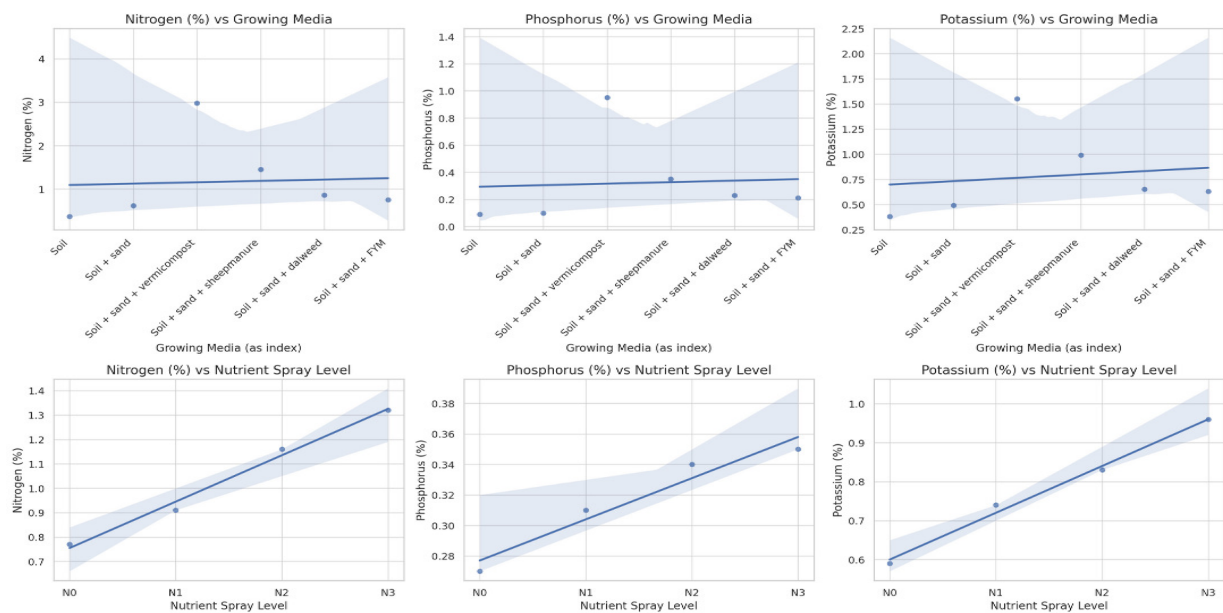 Nitrogen (%) vs Growing Media
Nitrogen (%)
4
3
2
1
Soil
Soil + sand
Soil + sand + vermicompost
Soil + sand + sheepmanure
Soil + sand + dalweed
Soil + sand + FYM
Growing Media (as index)
Phosphorus (%) vs Growing Media
Phosphorus (%)
1.4
1.2
1.0
0.8
0.6
0.4
0.2
0.0
Soil
Soil + sand
Soil + sand + vermicompost
Soil + sand + sheepmanure
Soil + sand + dalweed
Soil + sand + FYM
Growing Media (as index)
Potassium (%) vs Growing Media
Potassium (%)
2.25
2.00
1.75
1.50
1.25
1.00
0.75
0.50
0.25
Soil
Soil + sand
Soil + sand + vermicompost
Soil + sand + sheepmanure
Soil + sand + dalweed
Soil + sand + FYM
Growing Media (as index)
Nitrogen (%) vs Nutrient Spray Level
Nitrogen (%)
1.4
1.3
1.2
1.1
1.0
0.9
0.8
0.7
N0
N1
N2
N3
Nutrient Spray Level
Phosphorus (%) vs Nutrient Spray Level
Phosphorus (%)
0.38
0.36
0.34
0.32
0.30
0.28
N0
N1
N2
N3
Nutrient Spray Level
Potassium (%) vs Nutrient Spray Level
Potassium (%)
1.0
0.9
0.8
0.7
0.6
N0
N1
N2
N3
Nutrient Spray Level